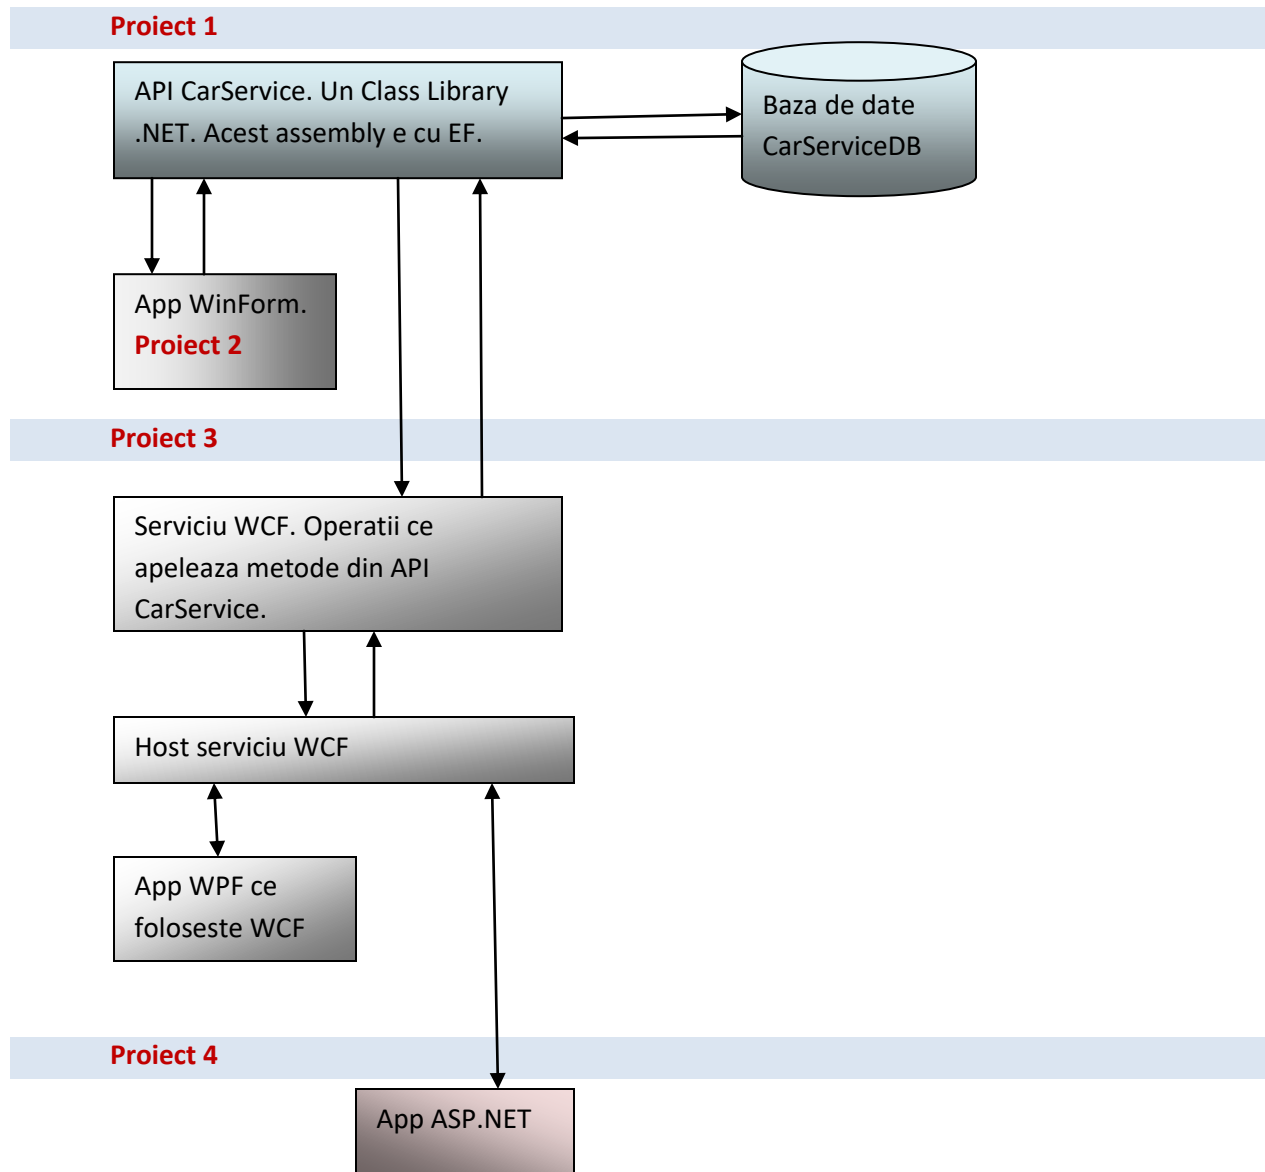 Proiect 1
API CarService. Un Class Library
.NET. Acest assembly e cu EF.
Baza de date
CarServiceDB
App WinForm.
Proiect 2
Proiect 3
Serviciu WCF. Operatii ce
apeleaza metode din API
CarService.
Host serviciu WCF
App WPF ce
foloseste WCF
Proiect 4
App ASP.NET